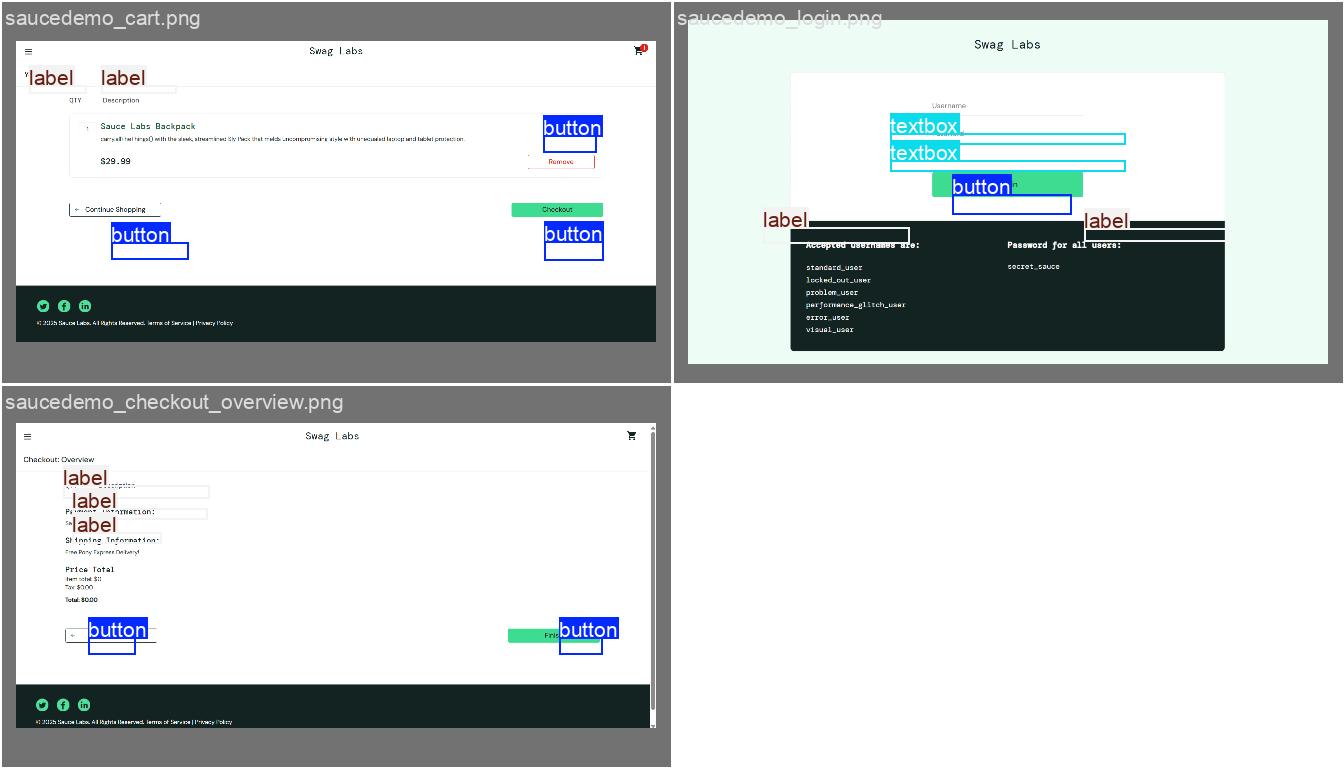 saucedemo_cart.png
Swag Labs
1
label label
QTY Description
1 Sauce Labs Backpack
carry.allTheThings() with the sleek, streamlined Sly Pack that melds uncompromising style with unequaled laptop and tablet protection.
button
$29.99 Remove
← Continue Shopping Checkout
button button
© 2025 Sauce Labs. All Rights Reserved. Terms of Service | Privacy Policy
saucedemo_login.png
Swag Labs
Username
textbox
textbox
button
label label
Accepted usernames are: Password for all users:
standard_user secret_sauce
locked_out_user
problem_user
performance_glitch_user
error_user
visual_user
saucedemo_checkout_overview.png
Swag Labs
Checkout: Overview
label
label
Payment Information:
label
Shipping Information:
Free Pony Express Delivery!
Price Total
Item total: $0
Tax: $0.00
Total: $0.00
button button
Finish
© 2025 Sauce Labs. All Rights Reserved. Terms of Service | Privacy Policy